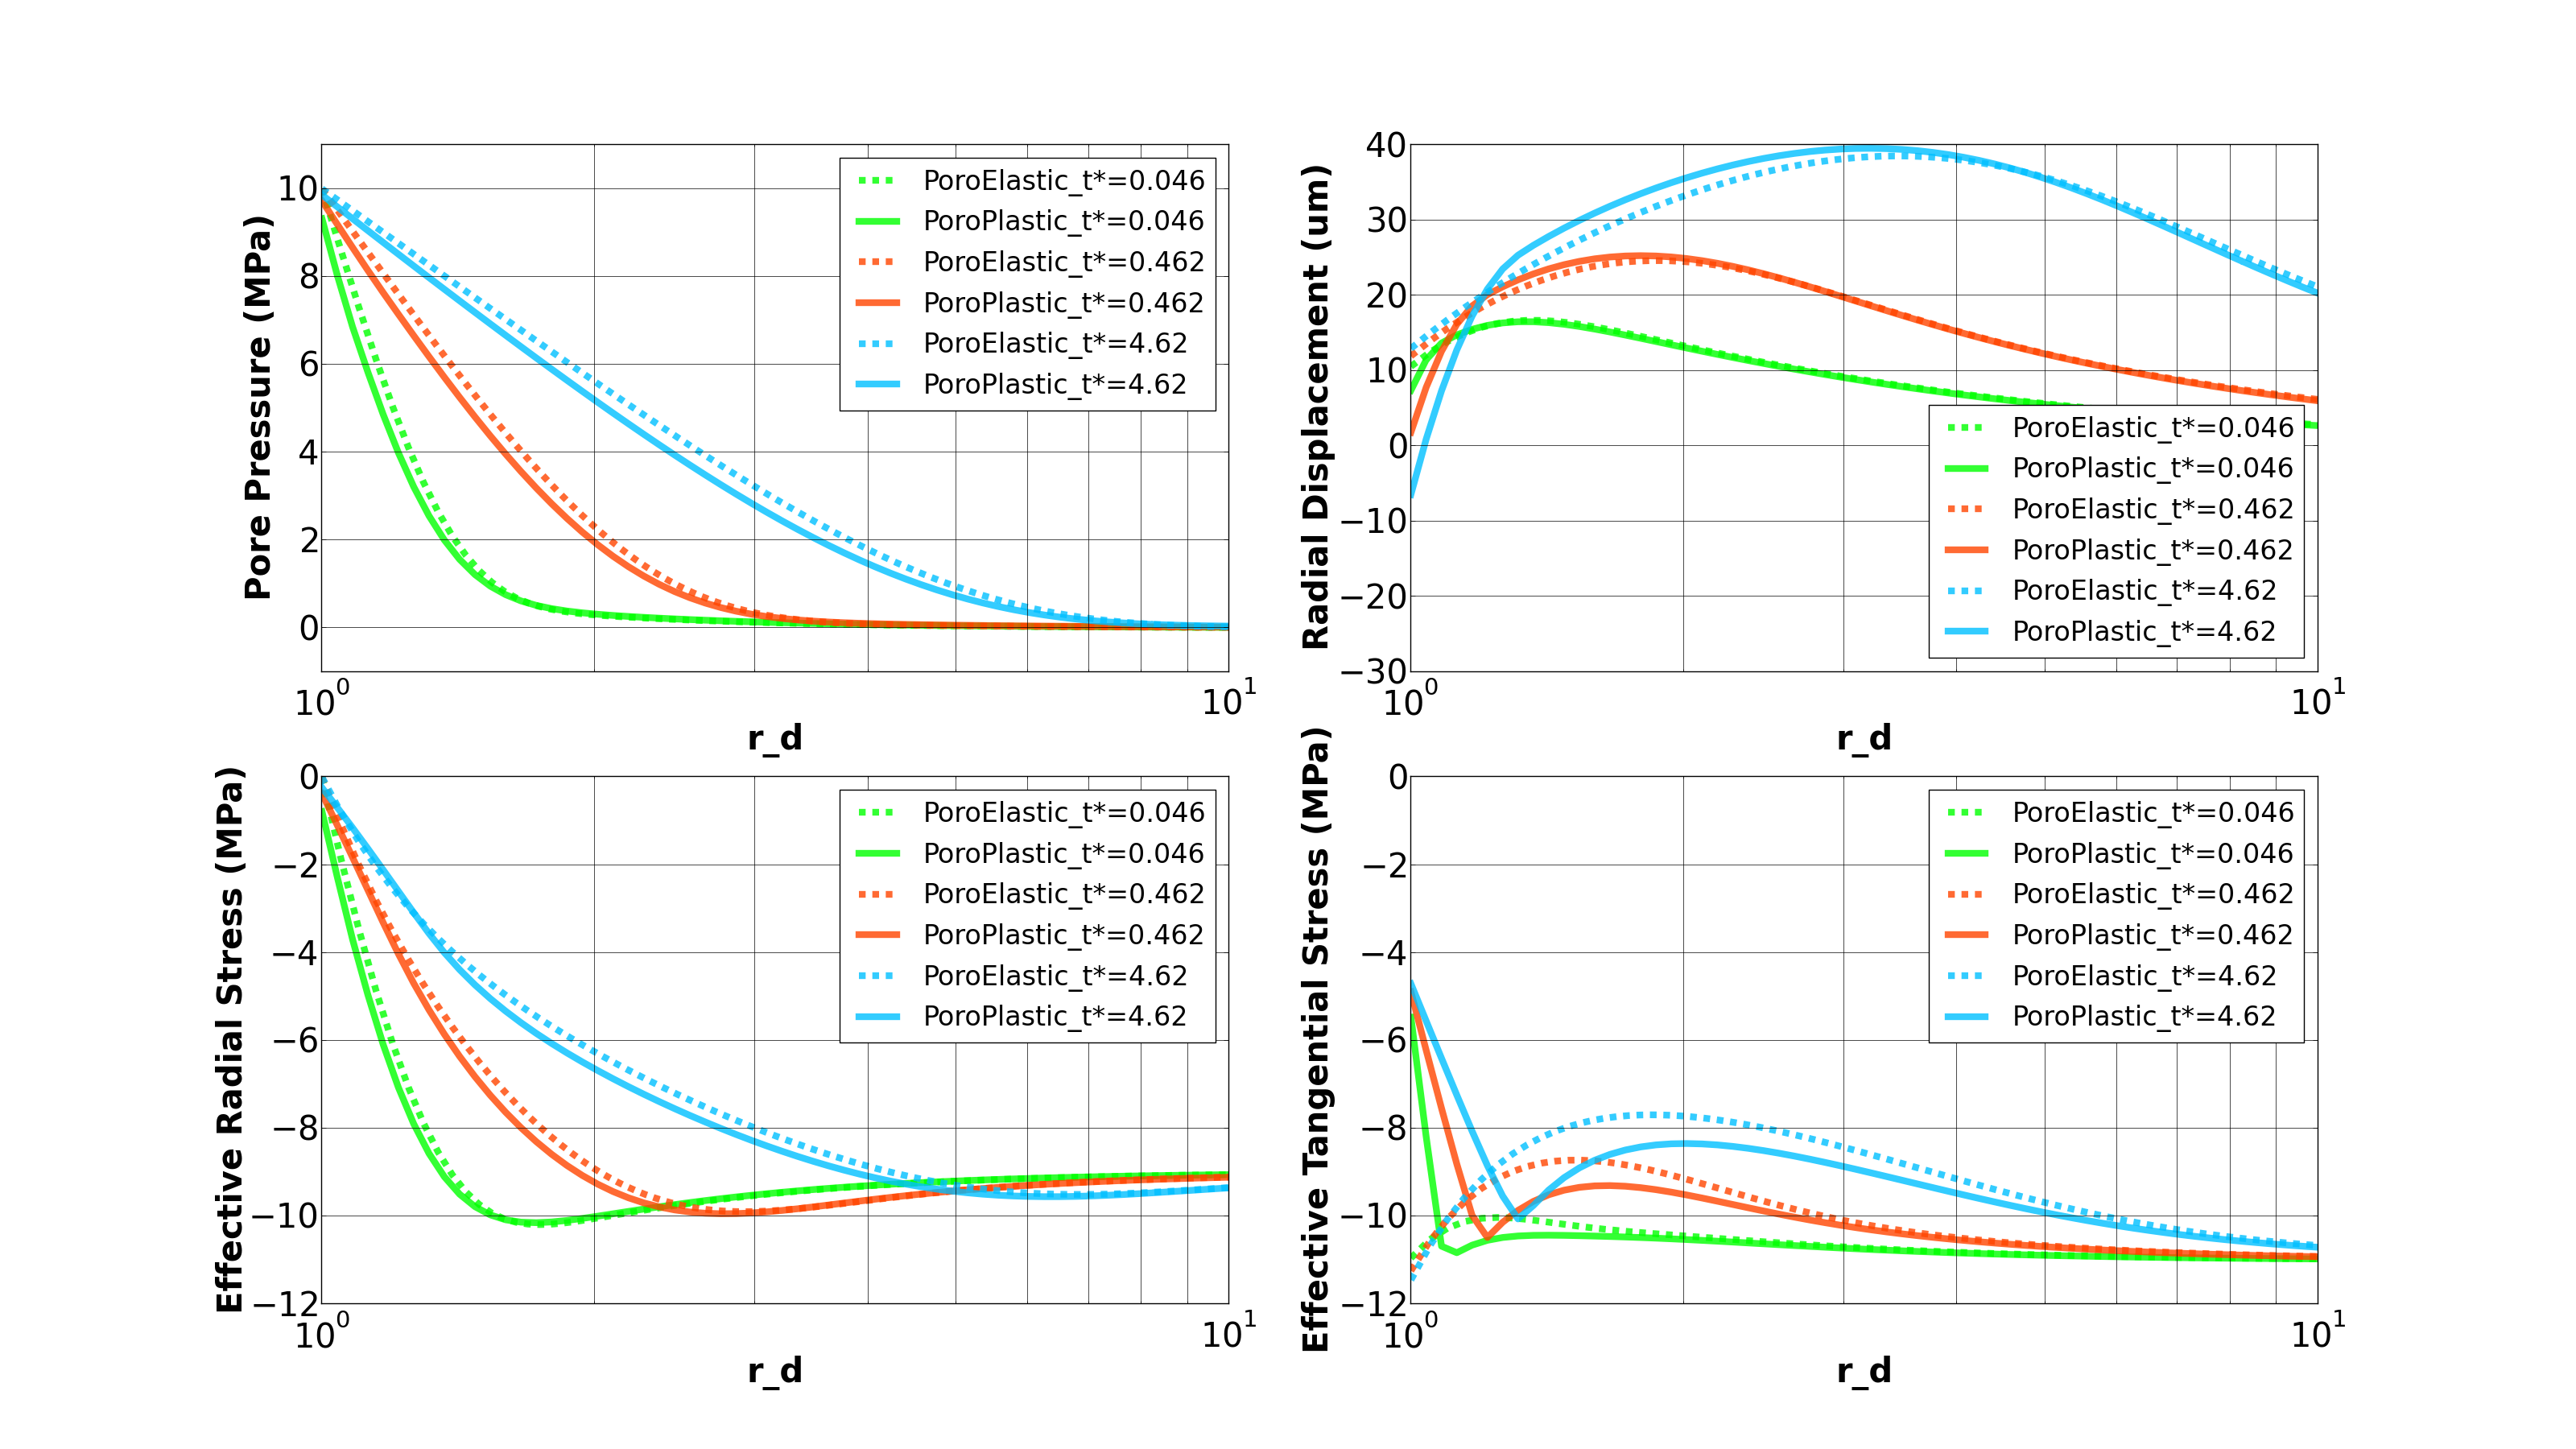 Pore Pressure (MPa)
10
8
6
4
2
0
10^0
10^1
r_d
PoroElastic_t*=0.046
PoroPlastic_t*=0.046
PoroElastic_t*=0.462
PoroPlastic_t*=0.462
PoroElastic_t*=4.62
PoroPlastic_t*=4.62
Radial Displacement (um)
40
30
20
10
0
−10
−20
−30
10^0
10^1
r_d
PoroElastic_t*=0.046
PoroPlastic_t*=0.046
PoroElastic_t*=0.462
PoroPlastic_t*=0.462
PoroElastic_t*=4.62
PoroPlastic_t*=4.62
Effective Radial Stress (MPa)
0
−2
−4
−6
−8
−10
−12
10^0
10^1
r_d
PoroElastic_t*=0.046
PoroPlastic_t*=0.046
PoroElastic_t*=0.462
PoroPlastic_t*=0.462
PoroElastic_t*=4.62
PoroPlastic_t*=4.62
Effective Tangential Stress (MPa)
0
−2
−4
−6
−8
−10
−12
10^0
10^1
r_d
PoroElastic_t*=0.046
PoroPlastic_t*=0.046
PoroElastic_t*=0.462
PoroPlastic_t*=0.462
PoroElastic_t*=4.62
PoroPlastic_t*=4.62